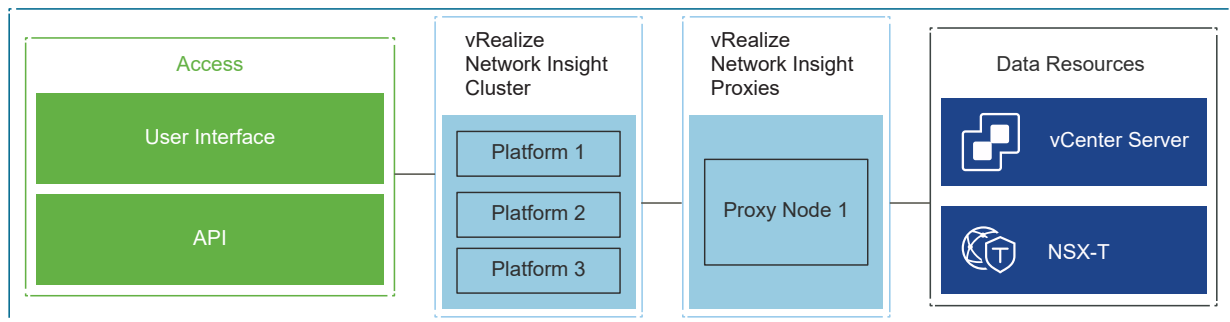 Access
User Interface
API
vRealize
Network Insight
Cluster
Platform 1
Platform 2
Platform 3
vRealize
Network Insight
Proxies
Proxy Node 1
Data Resources
vCenter Server
T
NSX-T